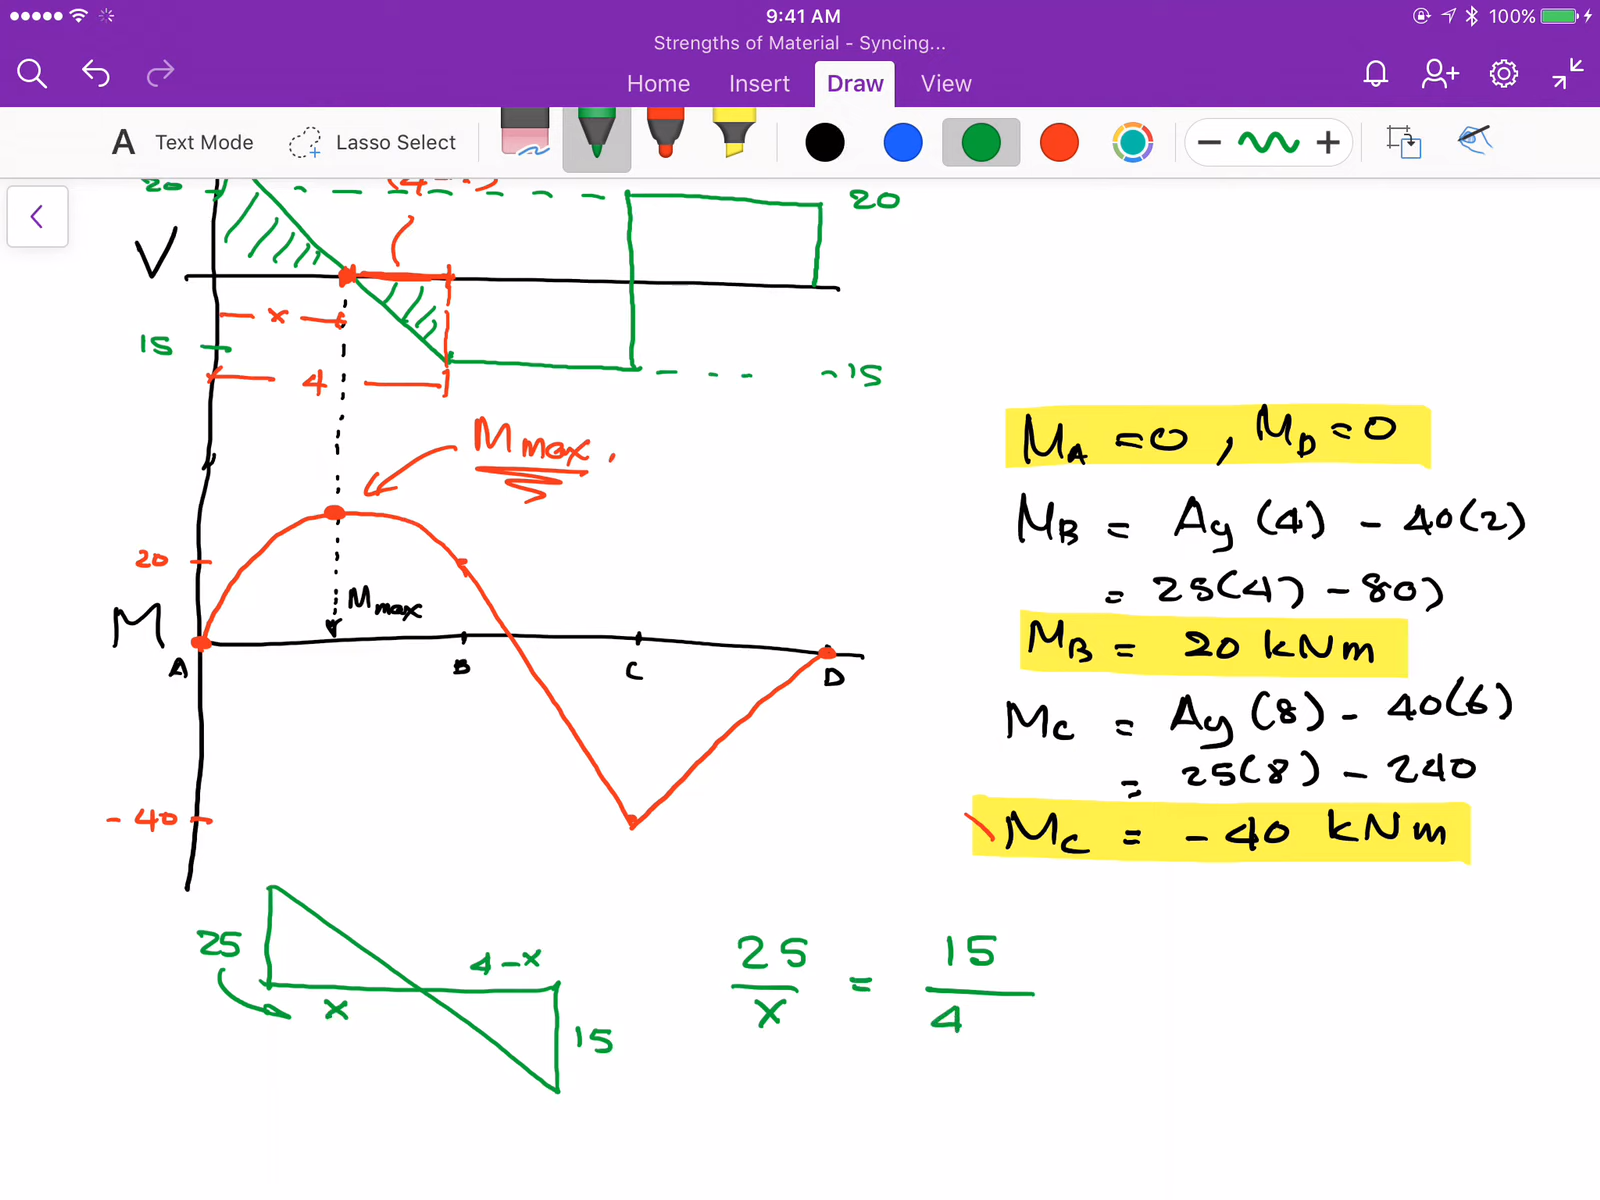 9:41 AM
100%
Strengths of Material - Syncing...
Home Insert Draw View
A Text Mode Lasso Select
20
20
V
x
15
4
-15
Mmax.
20
Mmax
M
A B C D
-40
MA = 0 , MD = 0
MB = Ay (4) - 40(2)
= 25(4) - 80)
MB = 20 kNm
MC = Ay (8) - 40(6)
= 25(8) - 240
MC = - 40 kNm
25
4-x
x
15
25/x = 15/4